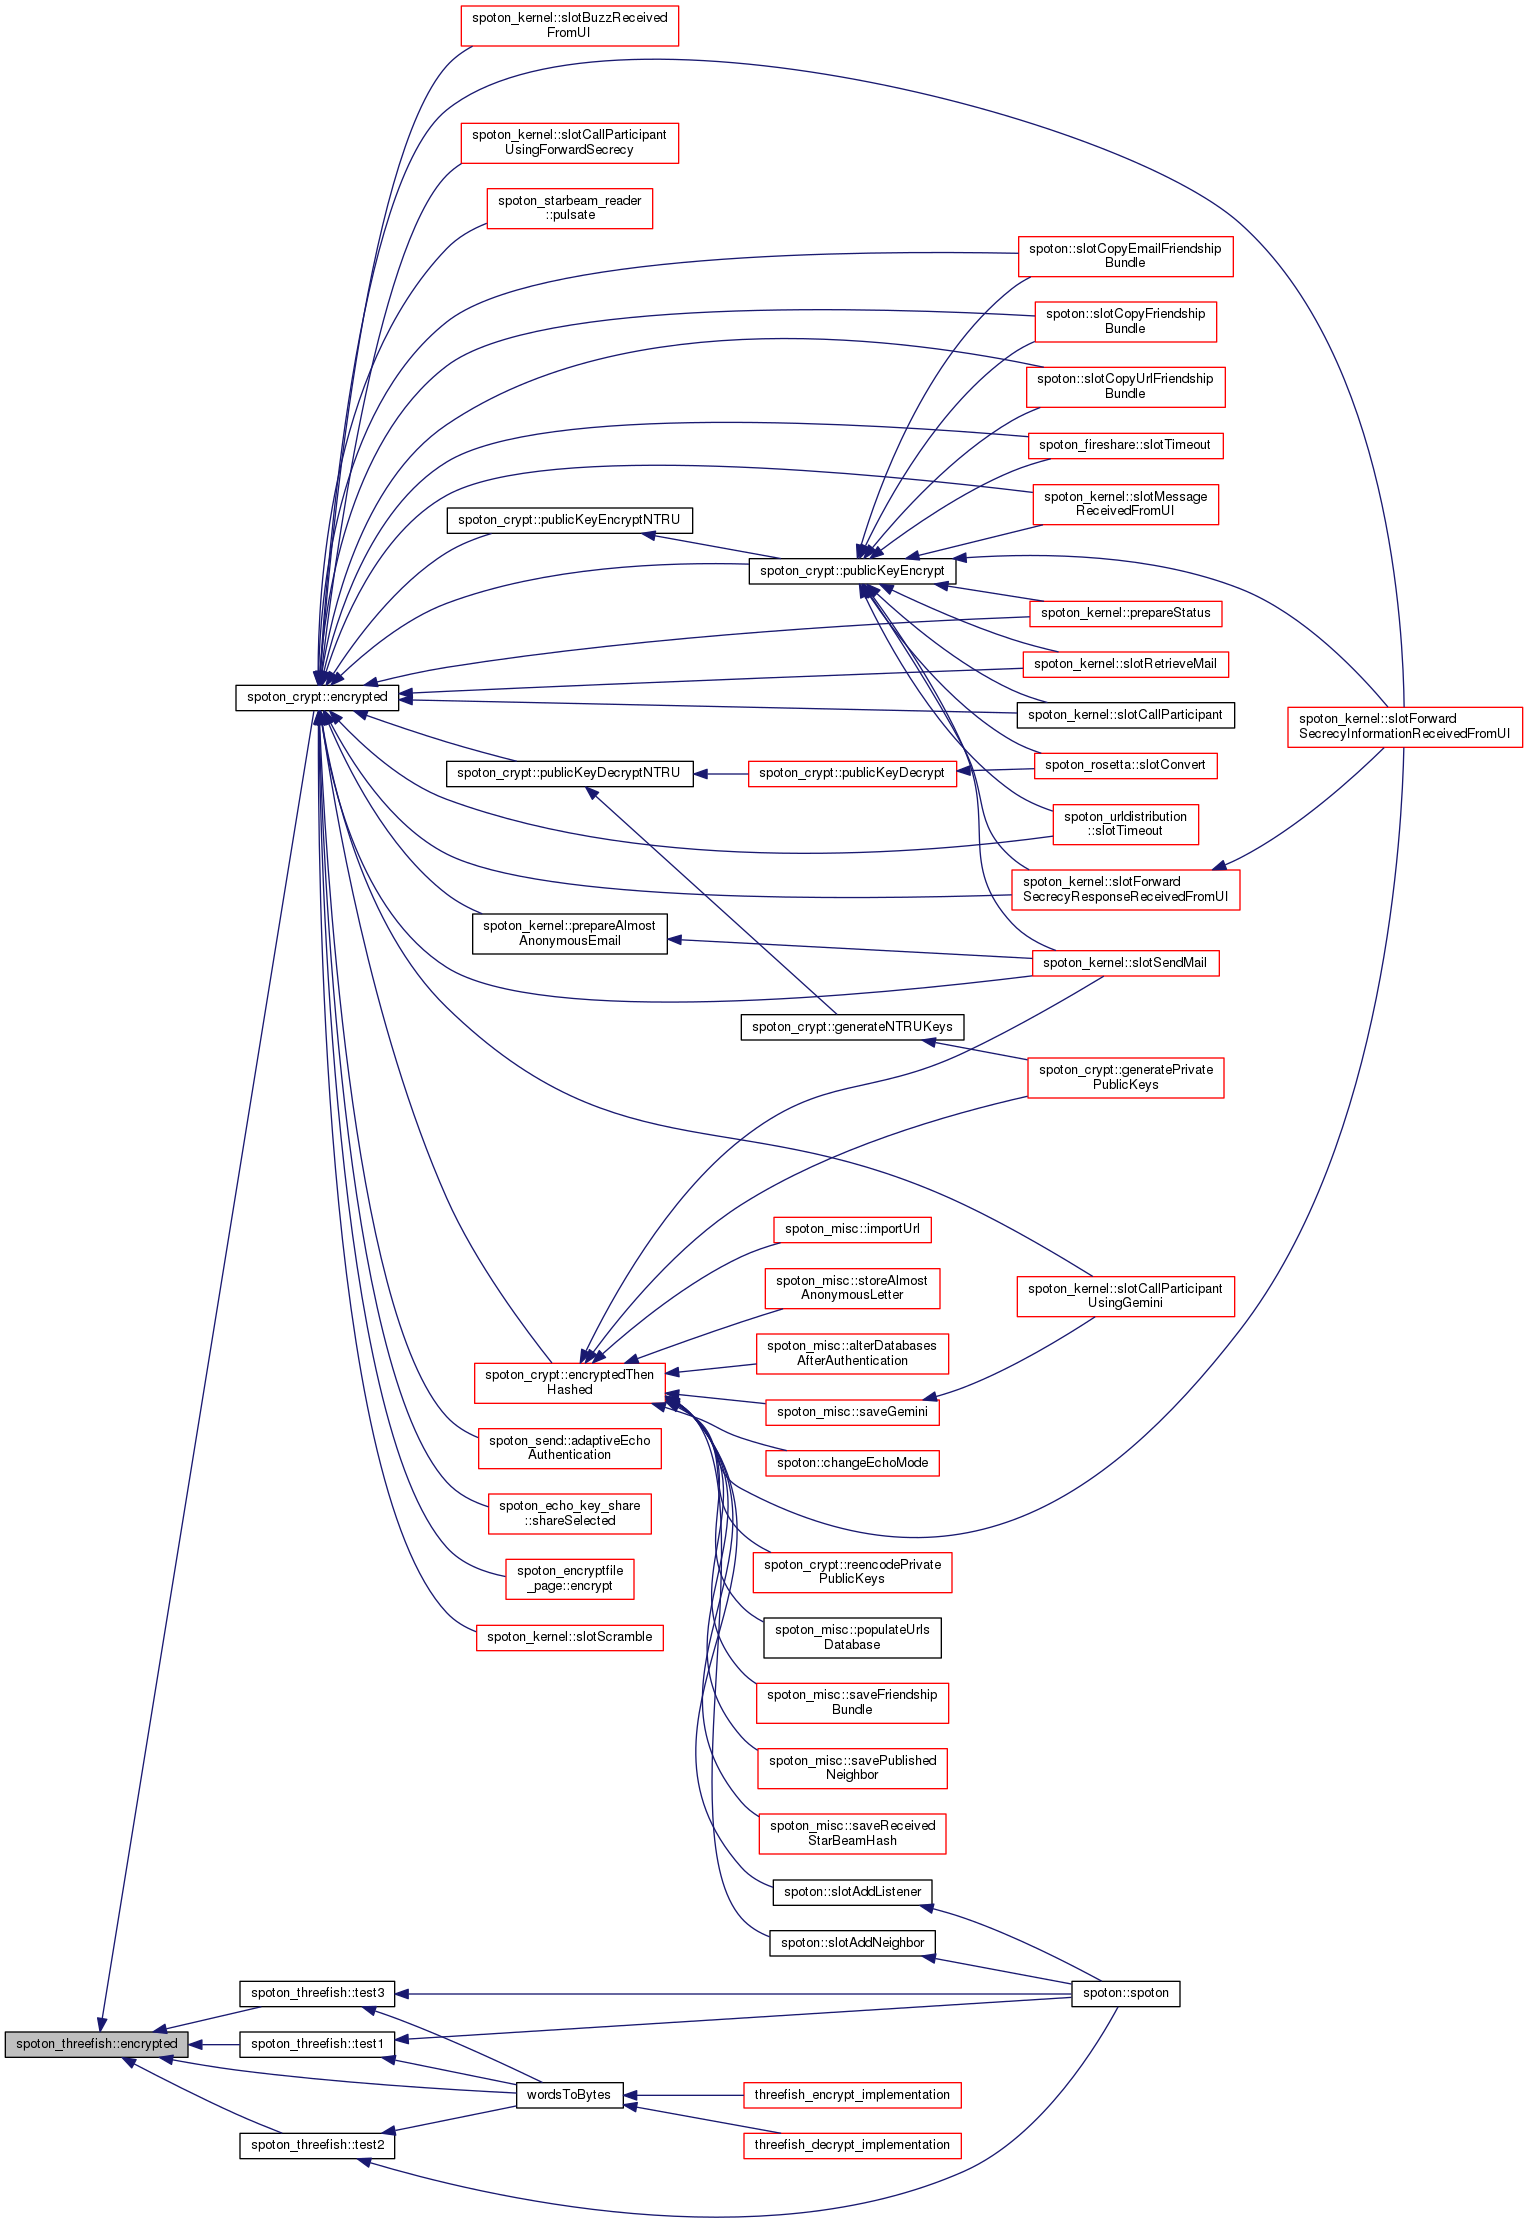 spoton_kernel::slotBuzzReceived
FromUI
spoton_kernel::slotCallParticipant
UsingForwardSecrecy
spoton_starbeam_reader
::pulsate
spoton::slotCopyEmailFriendship
Bundle
spoton::slotCopyFriendship
Bundle
spoton::slotCopyUrlFriendship
Bundle
spoton_fireshare::slotTimeout
spoton_kernel::slotMessage
ReceivedFromUI
spoton_crypt::publicKeyEncryptNTRU
spoton_crypt::publicKeyEncrypt
spoton_kernel::prepareStatus
spoton_kernel::slotRetrieveMail
spoton_crypt::encrypted
spoton_kernel::slotCallParticipant
spoton_kernel::slotForward
SecrecyInformationReceivedFromUI
spoton_crypt::publicKeyDecryptNTRU
spoton_crypt::publicKeyDecrypt
spoton_rosetta::slotConvert
spoton_urldistribution
::slotTimeout
spoton_kernel::slotForward
SecrecyResponseReceivedFromUI
spoton_kernel::prepareAlmost
AnonymousEmail
spoton_kernel::slotSendMail
spoton_crypt::generateNTRUKeys
spoton_crypt::generatePrivate
PublicKeys
spoton_misc::importUrl
spoton_misc::storeAlmost
AnonymousLetter
spoton_kernel::slotCallParticipant
UsingGemini
spoton_misc::alterDatabases
AfterAuthentication
spoton_crypt::encryptedThen
Hashed
spoton_misc::saveGemini
spoton_send::adaptiveEcho
Authentication
spoton::changeEchoMode
spoton_echo_key_share
::shareSelected
spoton_crypt::reencodePrivate
PublicKeys
spoton_encryptfile
_page::encrypt
spoton_kernel::slotScramble
spoton_misc::populateUrls
Database
spoton_misc::saveFriendship
Bundle
spoton_misc::savePublished
Neighbor
spoton_misc::saveReceived
StarBeamHash
spoton::slotAddListener
spoton::slotAddNeighbor
spoton_threefish::test3
spoton::spoton
spoton_threefish::encrypted
spoton_threefish::test1
wordsToBytes
threefish_encrypt_implementation
spoton_threefish::test2
threefish_decrypt_implementation